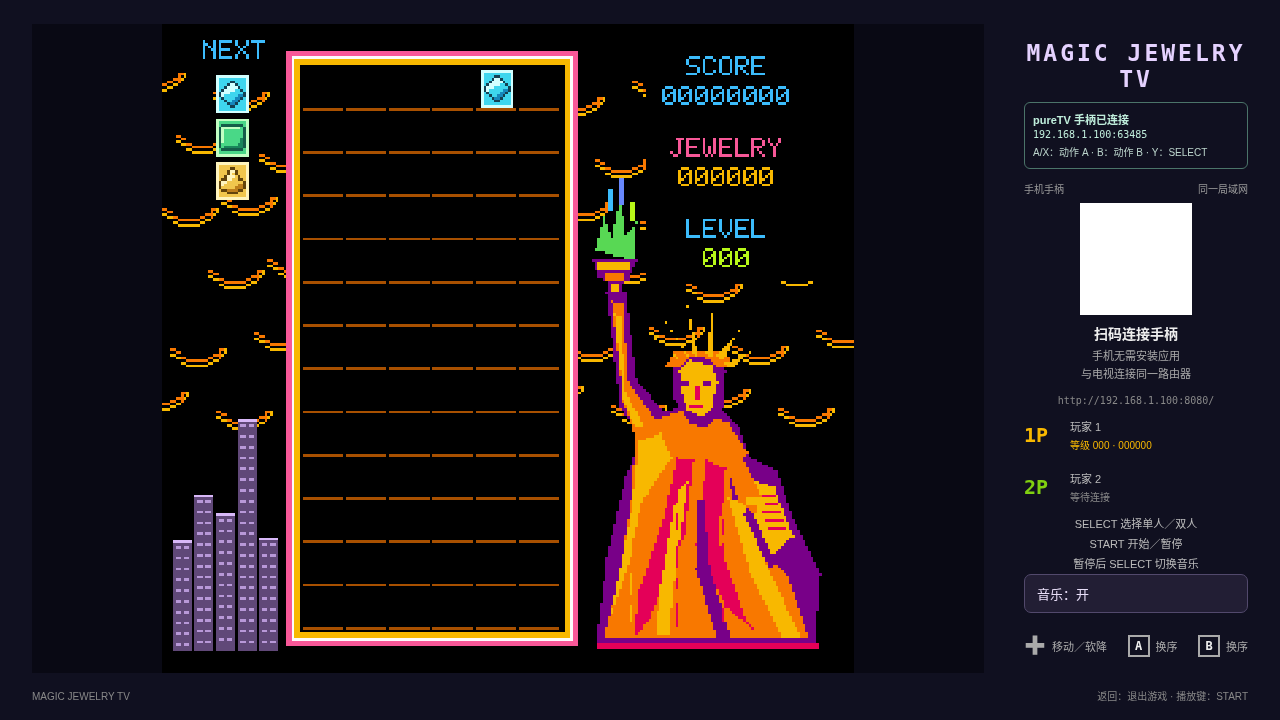 NEXT
SCORE
00000000
JEWELRY
000000
LEVEL
000
MAGIC JEWELRY
TV
pureTV 手柄已连接
192.168.1.100:63485
A/X: 动作 A · B: 动作 B · Y: SELECT
手机手柄
同一局域网
扫码连接手柄
手机无需安装应用
与电视连接同一路由器
http://192.168.1.100:8080/
1P
玩家 1
等级 000 · 000000
2P
玩家 2
等待连接
SELECT 选择单人／双人
START 开始／暂停
暂停后 SELECT 切换音乐
音乐: 开
移动／软降
A 换序
B 换序
MAGIC JEWELRY TV
返回: 退出游戏 · 播放键: START